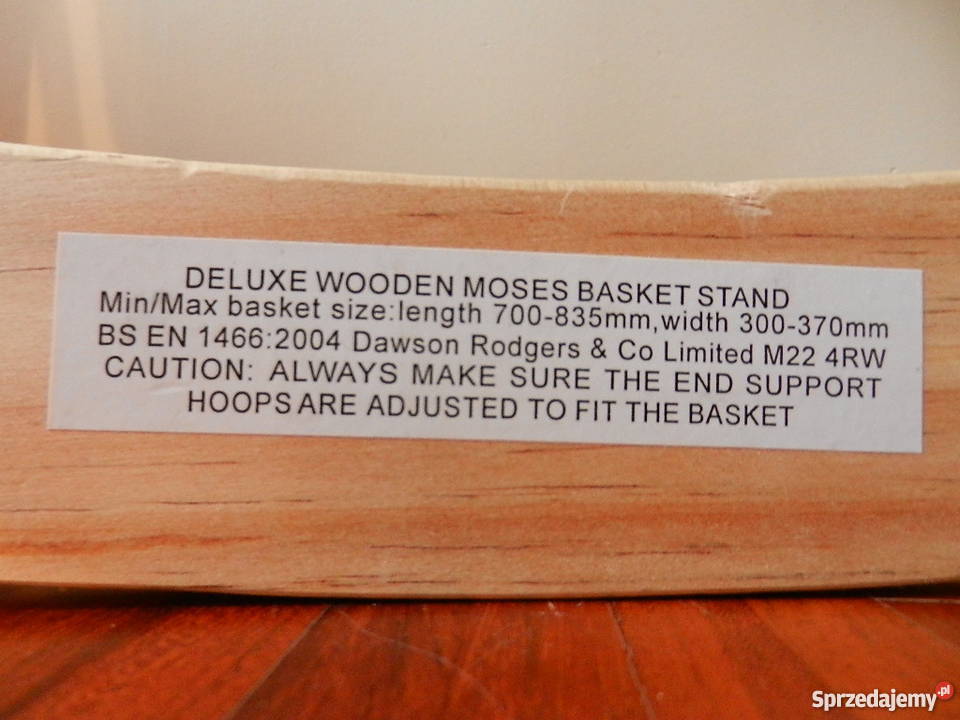 DELUXE WOODEN MOSES BASKET STAND
Min/Max basket size:length 700-835mm,width 300-370mm
BS EN 1466:2004 Dawson Rodgers & Co Limited M22 4RW
CAUTION: ALWAYS MAKE SURE THE END SUPPORT
HOOPS ARE ADJUSTED TO FIT THE BASKET
Sprzedajemy.pl